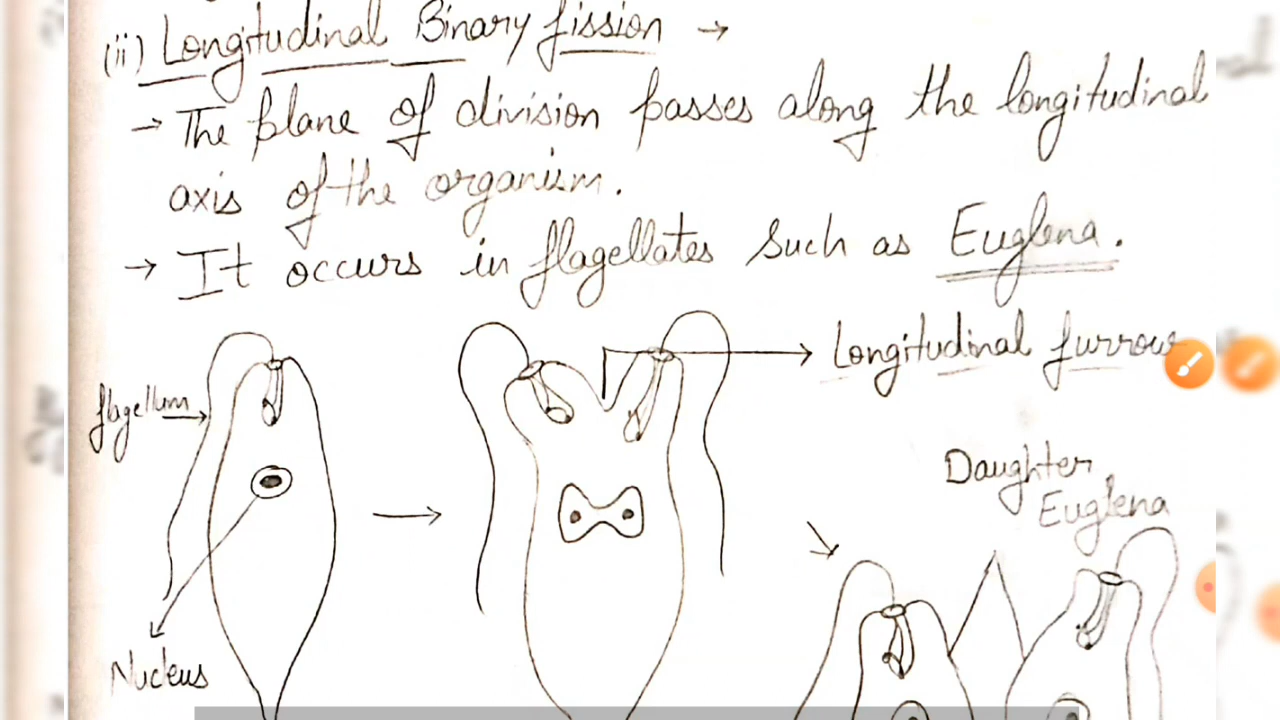 (ii) Longitudinal Binary fission →
→ The plane of division passes along the longitudinal
axis of the organism.
→ It occurs in flagellates such as Euglena.
Longitudinal furrow
flagellum
Daughter
Euglena
Nucleus